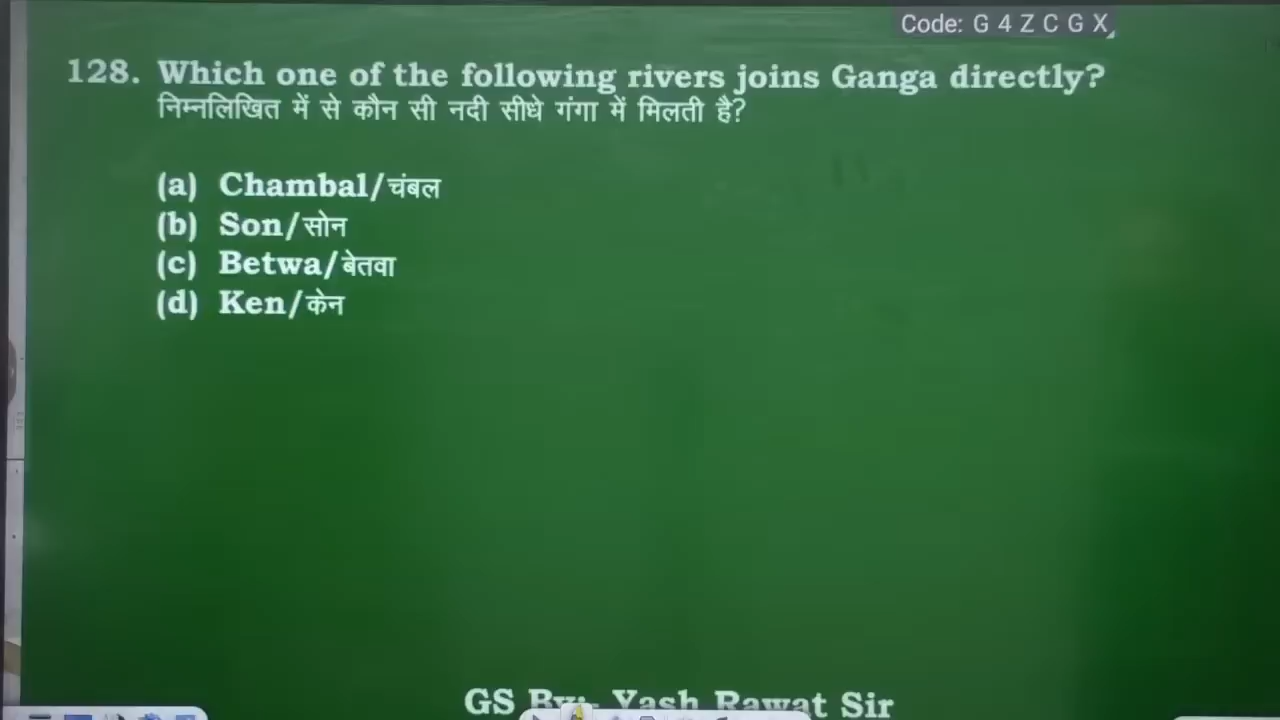 Code: G 4 Z C G X
128. Which one of the following rivers joins Ganga directly?
निम्नलिखित में से कौन सी नदी सीधे गंगा में मिलती है?
(a) Chambal/चंबल
(b) Son/सोन
(c) Betwa/बेतवा
(d) Ken/केन
GS By:- Yash Rawat Sir